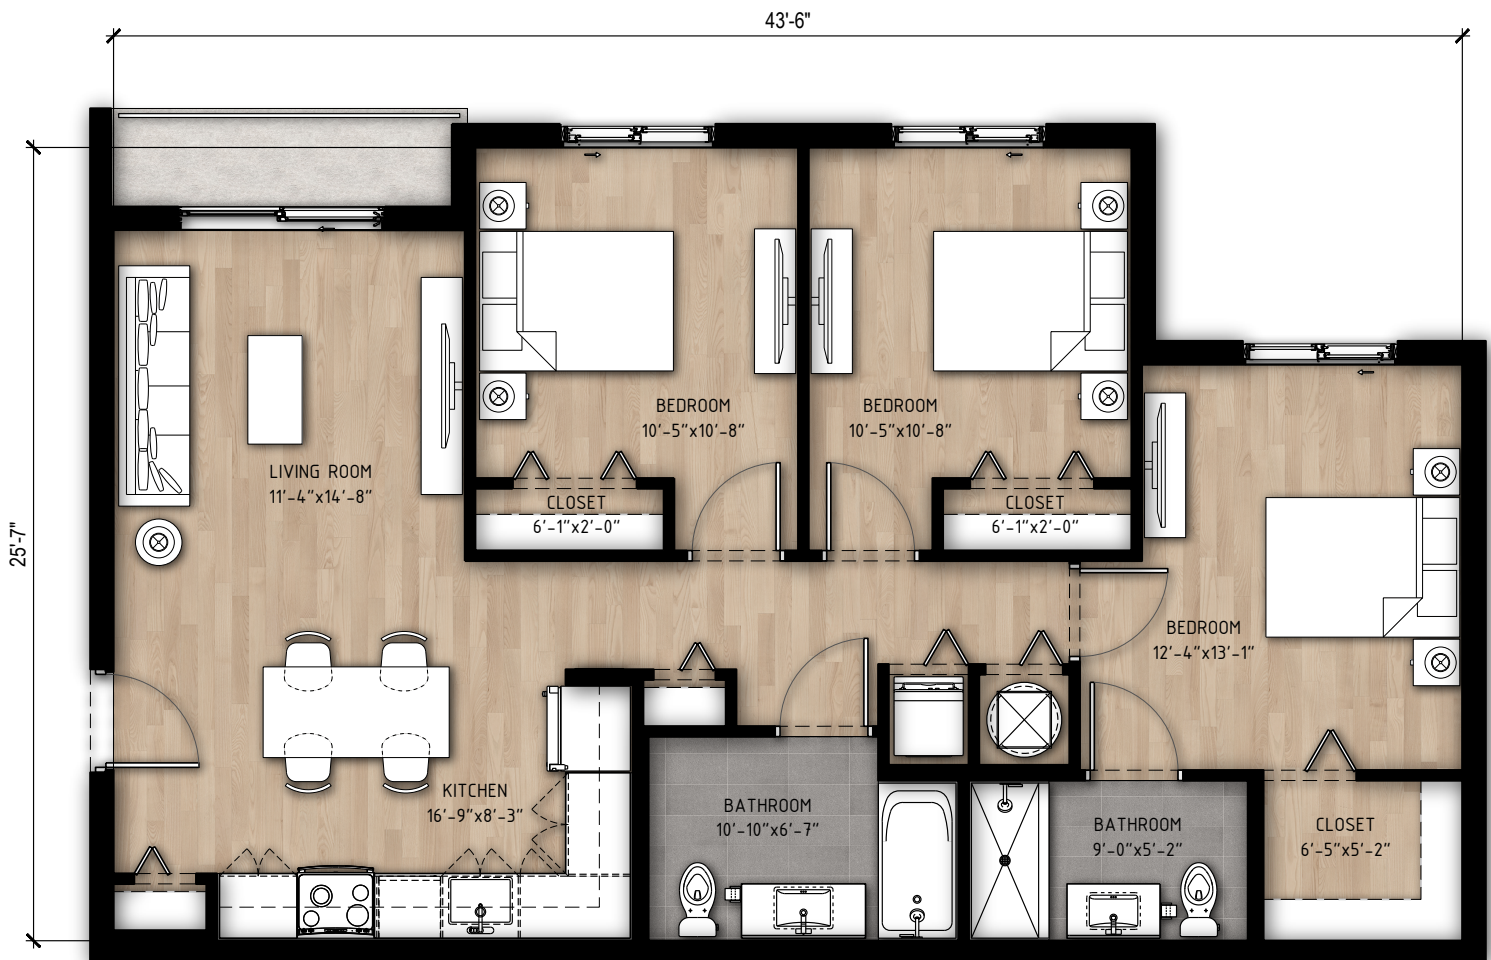 43'-6"
25'-7"
BEDROOM
10'-5"x10'-8"
BEDROOM
10'-5"x10'-8"
LIVING ROOM
11'-4"x14'-8"
CLOSET
6'-1"x2'-0"
CLOSET
6'-1"x2'-0"
BEDROOM
12'-4"x13'-1"
KITCHEN
16'-9"x8'-3"
BATHROOM
10'-10"x6'-7"
BATHROOM
9'-0"x5'-2"
CLOSET
6'-5"x5'-2"